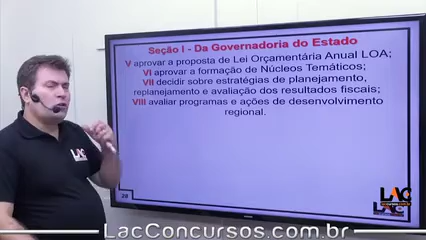 Seção I - Da Governadoria do Estado
V aprovar a proposta de Lei Orçamentária Anual LOA;
VI aprovar a formação de Núcleos Temáticos;
VII decidir sobre estratégias de planejamento,
replanejamento e avaliação dos resultados fiscais;
VIII avaliar programas e ações de desenvolvimento
regional.
LAC
LAC
LAC
LacConcursos.com.br